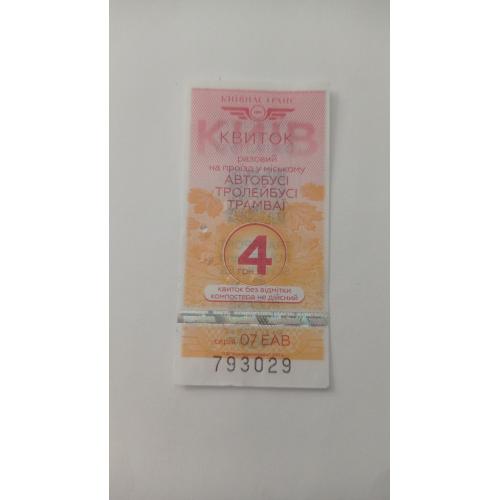 КИЇВПАСТРАНС
КИЇВ
КВИТОК
разовий
на проїзд у міському
АВТОБУСІ
ТРОЛЕЙБУСІ
ТРАМВАЇ
4
ГРН
квиток без відмітки
компостера не дійсний
серія 07 ЕАВ
793029